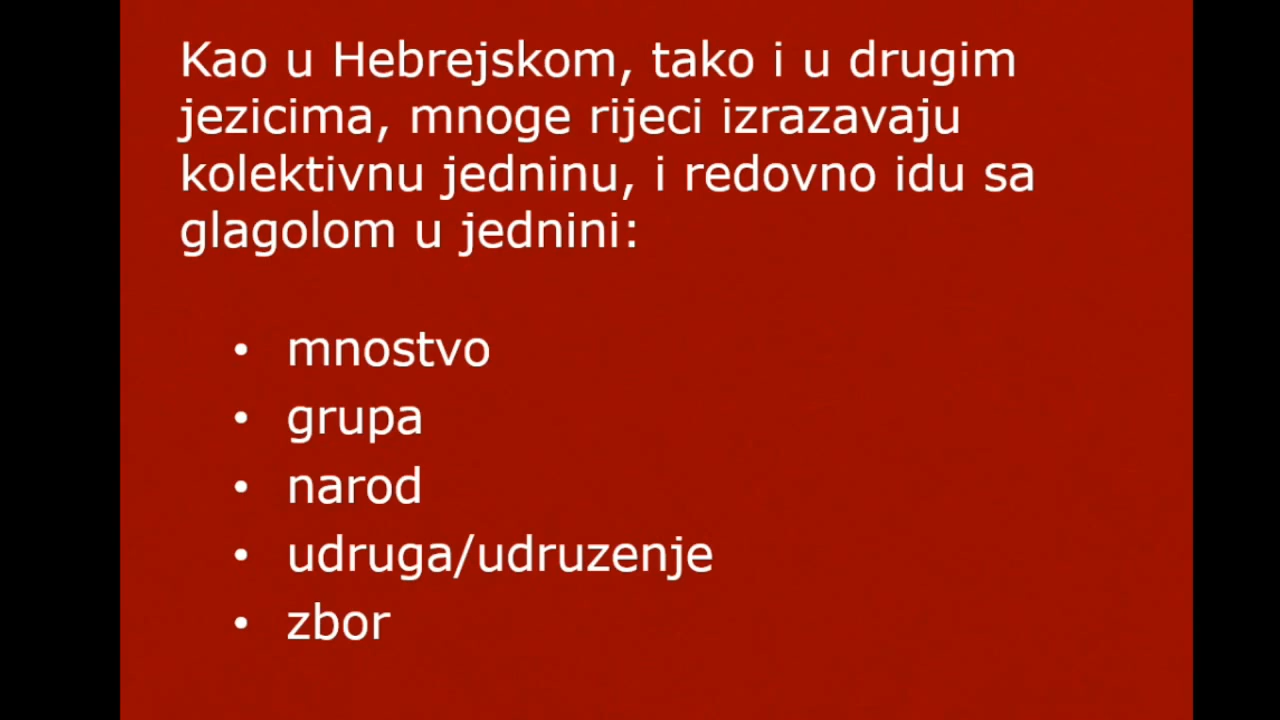 Kao u Hebrejskom, tako i u drugim
jezicima, mnoge rijeci izrazavaju
kolektivnu jedninu, i redovno idu sa
glagolom u jednini:
• mnostvo
• grupa
• narod
• udruga/udruzenje
• zbor